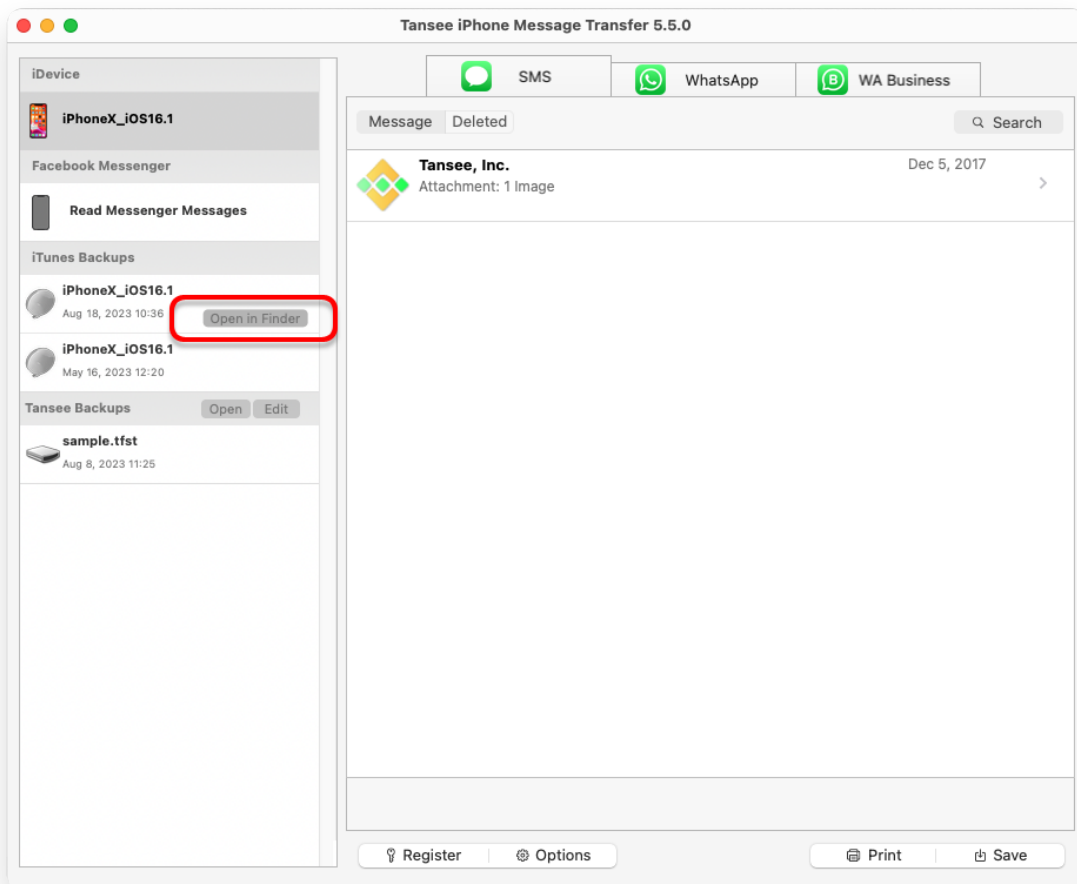 Tansee iPhone Message Transfer 5.5.0
iDevice
iPhoneX_iOS16.1
Facebook Messenger
Read Messenger Messages
iTunes Backups
iPhoneX_iOS16.1
Aug 18, 2023 10:36
Open in Finder
iPhoneX_iOS16.1
May 16, 2023 12:20
Tansee Backups Open Edit
sample.tfst
Aug 8, 2023 11:25
SMS WhatsApp WA Business
Message Deleted Search
Tansee, Inc. Dec 5, 2017
Attachment: 1 Image
Register Options Print Save